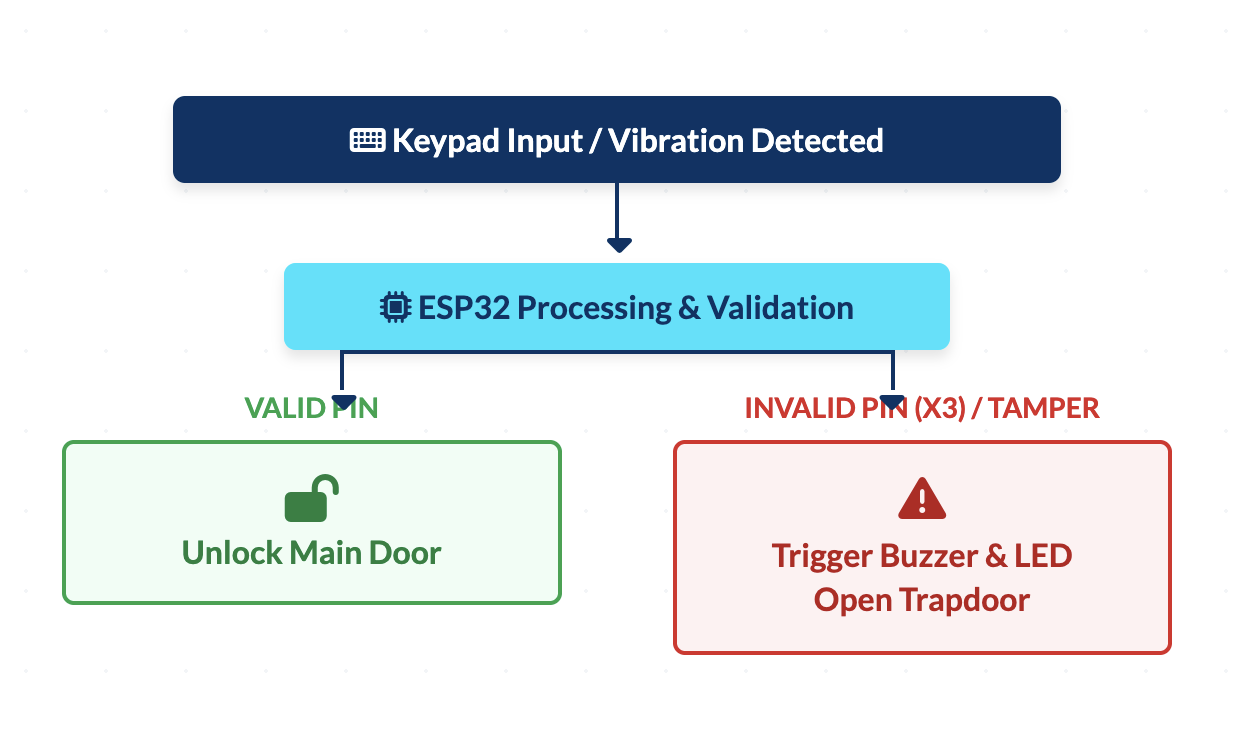 Keypad Input / Vibration Detected
ESP32 Processing & Validation
VALID PIN
INVALID PIN (X3) / TAMPER
Unlock Main Door
Trigger Buzzer & LED
Open Trapdoor